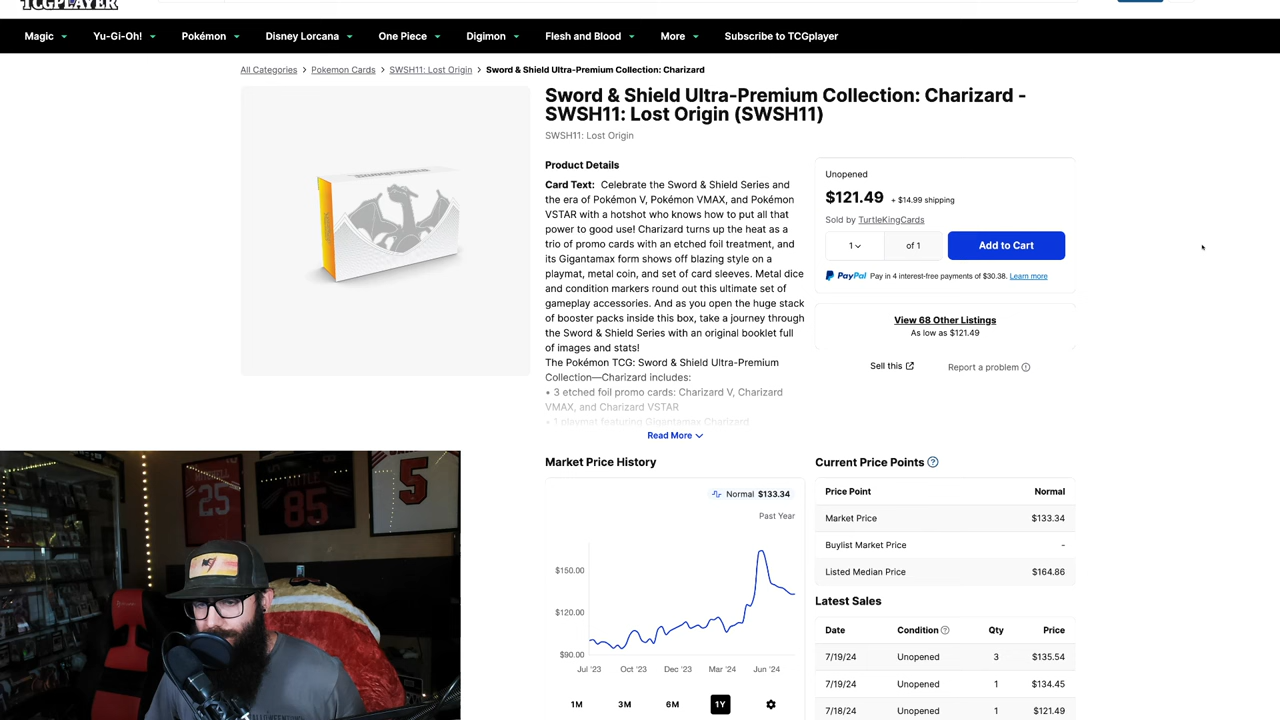 TCGPLAYER
Magic Yu-Gi-Oh! Pokémon Disney Lorcana One Piece Digimon Flesh and Blood More Subscribe to TCGplayer
All Categories > Pokemon Cards > SWSH11: Lost Origin > Sword & Shield Ultra-Premium Collection: Charizard
Sword & Shield Ultra-Premium Collection: Charizard -
SWSH11: Lost Origin (SWSH11)
SWSH11: Lost Origin
Product Details
Card Text: Celebrate the Sword & Shield Series and
the era of Pokémon V, Pokémon VMAX, and Pokémon
VSTAR with a hotshot who knows how to put all that
power to good use! Charizard turns up the heat as a
trio of promo cards with an etched foil treatment, and
its Gigantamax form shows off blazing style on a
playmat, metal coin, and set of card sleeves. Metal dice
and condition markers round out this ultimate set of
gameplay accessories. And as you open the huge stack
of booster packs inside this box, take a journey through
the Sword & Shield Series with an original booklet full
of images and stats!
The Pokémon TCG: Sword & Shield Ultra-Premium
Collection—Charizard includes:
• 3 etched foil promo cards: Charizard V, Charizard
VMAX, and Charizard VSTAR
• 1 playmat featuring Gigantamax Charizard
Read More
Unopened
$121.49 + $14.99 shipping
Sold by TurtleKingCards
1 of 1 Add to Cart
PayPal Pay in 4 interest-free payments of $30.38. Learn more
View 68 Other Listings
As low as $121.49
Sell this Report a problem
Market Price History
Normal $133.34
Past Year
$150.00
$120.00
$90.00
Jul '23 Oct '23 Dec '23 Mar '24 Jun '24
1M 3M 6M 1Y
Current Price Points
Price Point Normal
Market Price $133.34
Buylist Market Price -
Listed Median Price $164.86
Latest Sales
Date Condition Qty Price
7/19/24 Unopened 3 $135.54
7/19/24 Unopened 1 $134.45
7/18/24 Unopened 1 $121.49
25
85
5